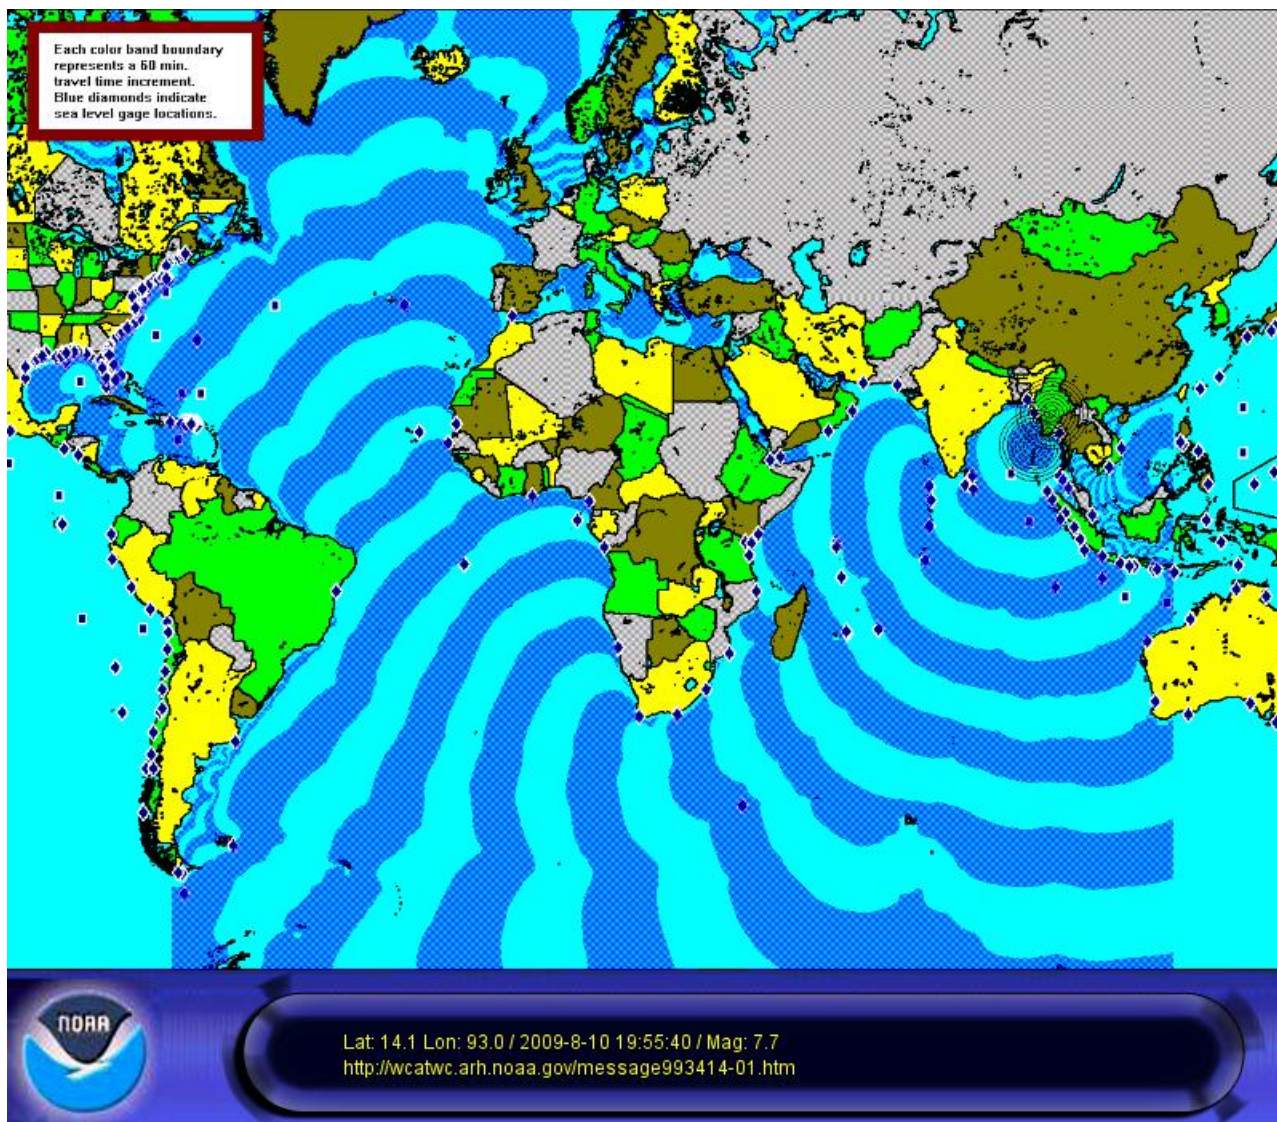 Each color band boundary
represents a 60 min.
travel time increment.
Blue diamonds indicate
sea level gage locations.
NOAA
Lat: 14.1 Lon: 93.0 / 2009-8-10 19:55:40 / Mag: 7.7
http://wcatwc.arh.noaa.gov/message993414-01.htm